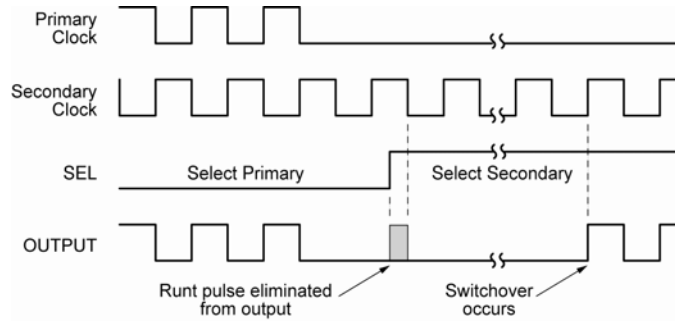 Primary
Clock
Secondary
Clock
SEL
Select Primary
Select Secondary
OUTPUT
Runt pulse eliminated
from output
Switchover
occurs